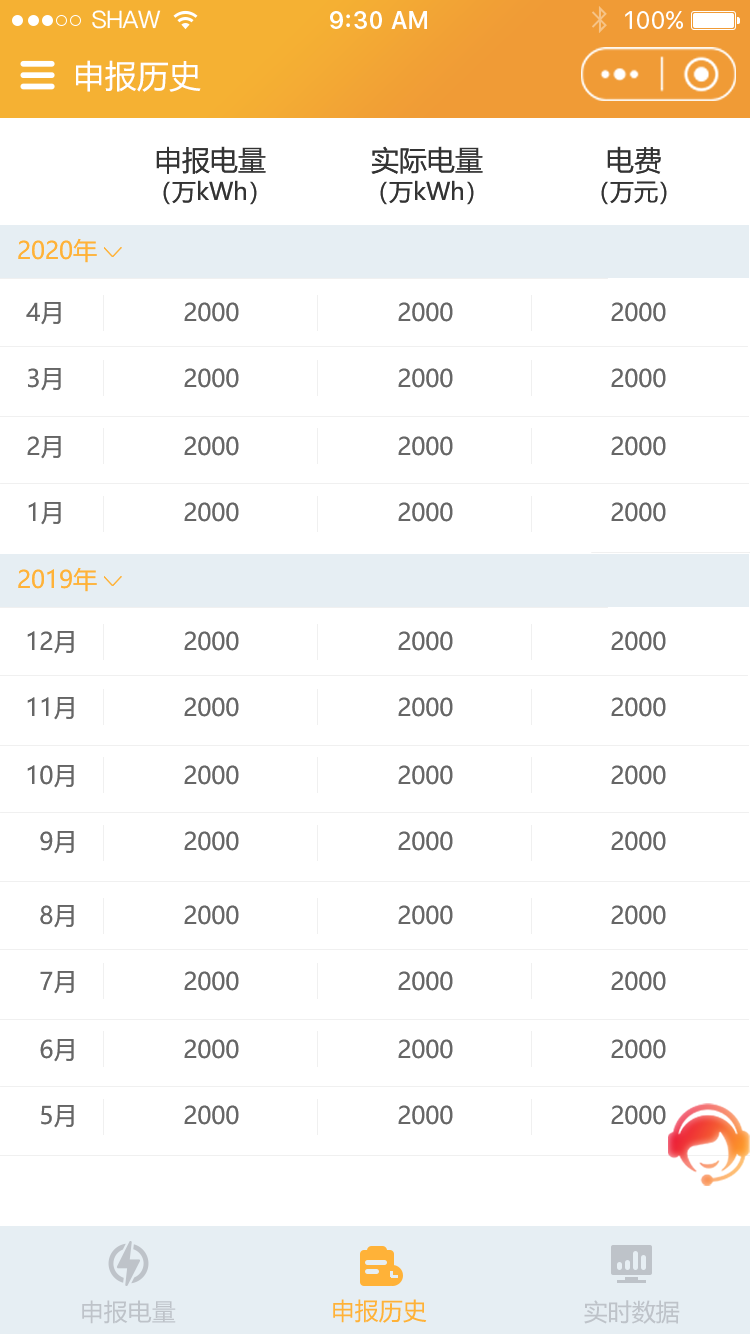 SHAW 9:30 AM 100%
申报历史
申报电量 实际电量 电费
(万kWh) (万kWh) (万元)
2020年
4月 2000 2000 2000
3月 2000 2000 2000
2月 2000 2000 2000
1月 2000 2000 2000
2019年
12月 2000 2000 2000
11月 2000 2000 2000
10月 2000 2000 2000
9月 2000 2000 2000
8月 2000 2000 2000
7月 2000 2000 2000
6月 2000 2000 2000
5月 2000 2000 2000
申报电量 申报历史 实时数据